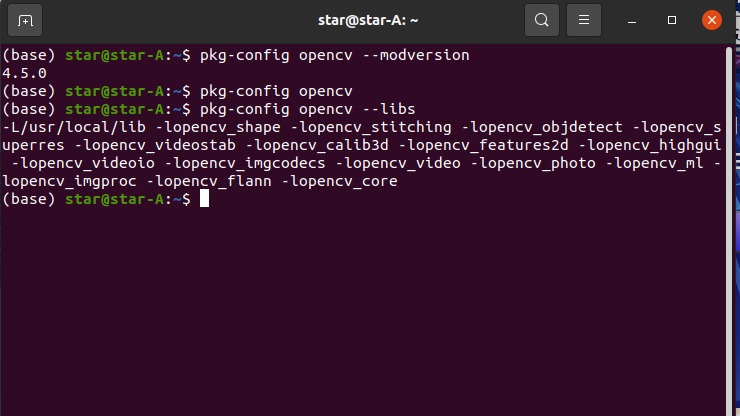 star@star-A: ~
(base) star@star-A:~$ pkg-config opencv --modversion
4.5.0
(base) star@star-A:~$ pkg-config opencv
(base) star@star-A:~$ pkg-config opencv --libs
-L/usr/local/lib -lopencv_shape -lopencv_stitching -lopencv_objdetect -lopencv_s
uperres -lopencv_videostab -lopencv_calib3d -lopencv_features2d -lopencv_highgui
 -lopencv_videoio -lopencv_imgcodecs -lopencv_video -lopencv_photo -lopencv_ml -
lopencv_imgproc -lopencv_flann -lopencv_core
(base) star@star-A:~$